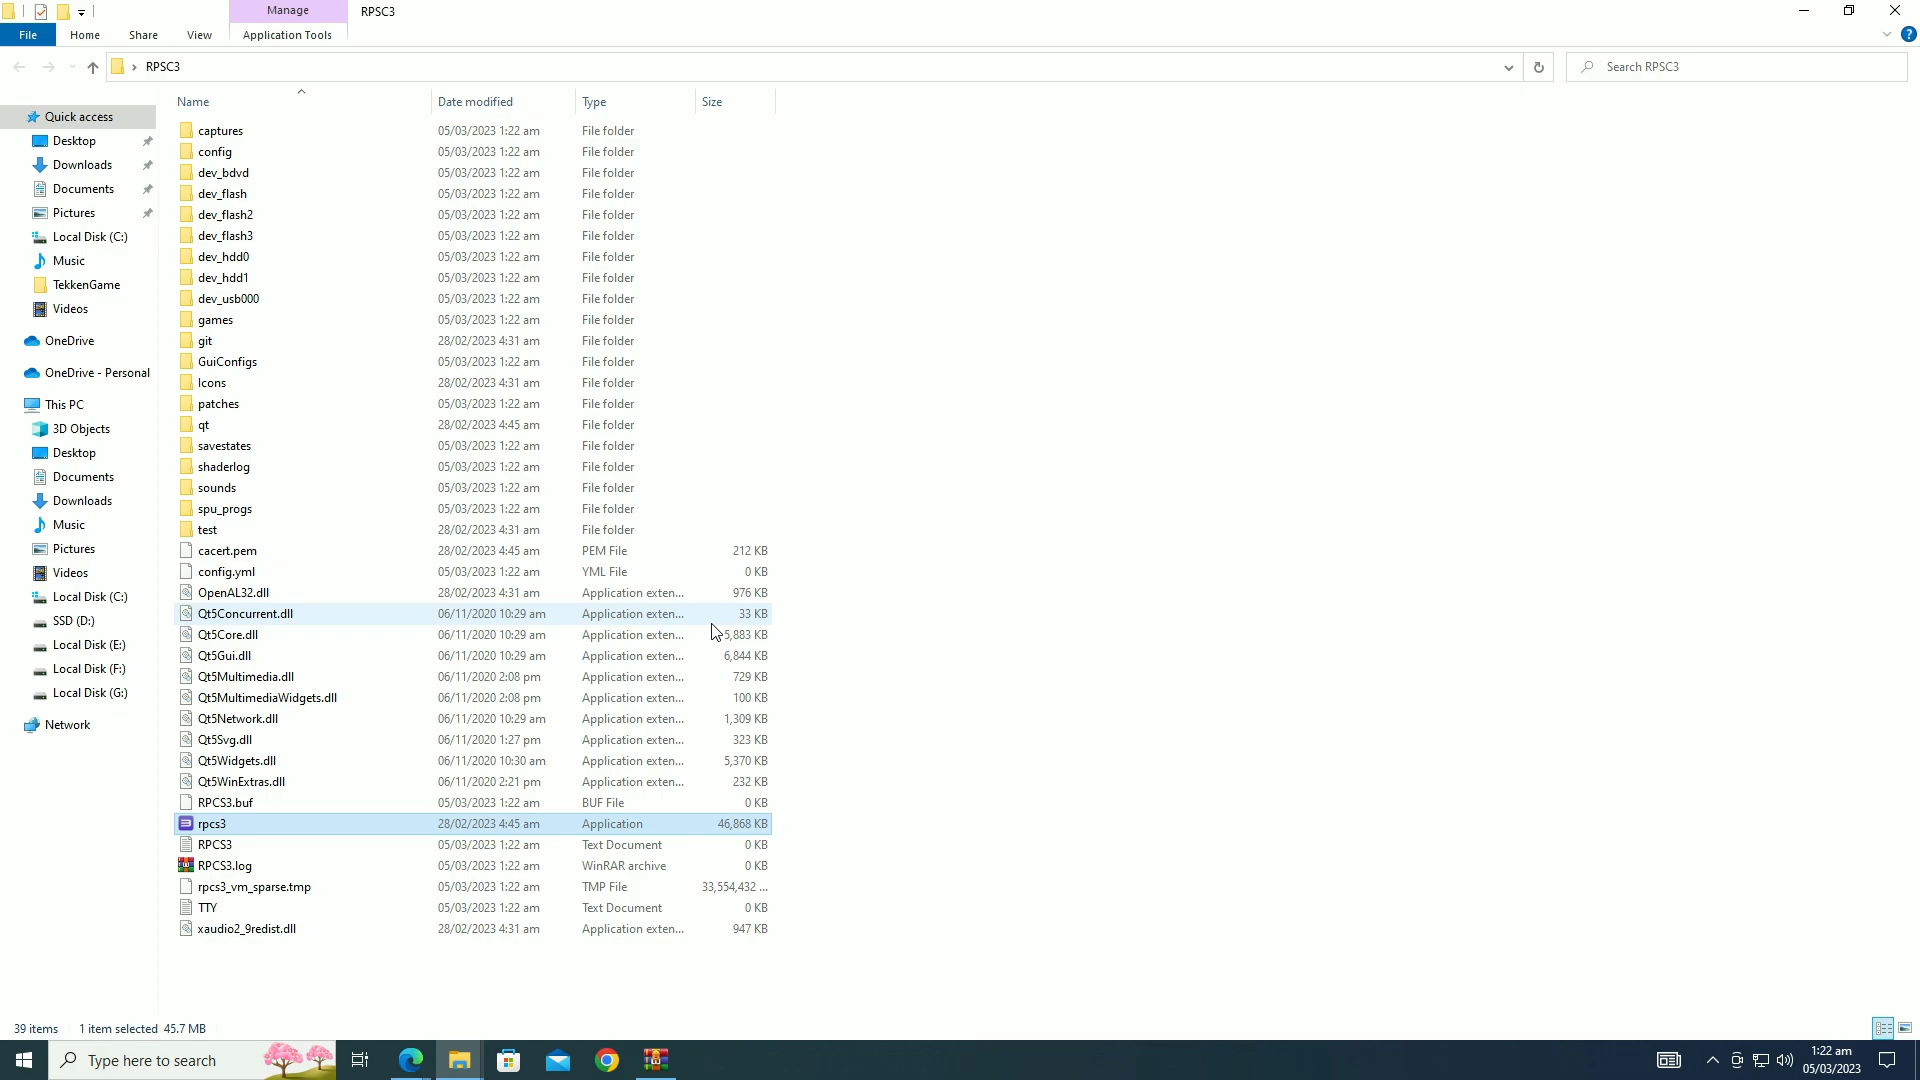 Manage
RPSC3
File
Home
Share
View
Application Tools
RPSC3
Search RPSC3
Name
Date modified
Type
Size
Quick access
Desktop
Downloads
Documents
Pictures
Local Disk (C:)
Music
TekkenGame
Videos
OneDrive
OneDrive - Personal
This PC
3D Objects
Desktop
Documents
Downloads
Music
Pictures
Videos
Local Disk (C:)
SSD (D:)
Local Disk (E:)
Local Disk (F:)
Local Disk (G:)
Network
captures 05/03/2023 1:22 am File folder
config 05/03/2023 1:22 am File folder
dev_bdvd 05/03/2023 1:22 am File folder
dev_flash 05/03/2023 1:22 am File folder
dev_flash2 05/03/2023 1:22 am File folder
dev_flash3 05/03/2023 1:22 am File folder
dev_hdd0 05/03/2023 1:22 am File folder
dev_hdd1 05/03/2023 1:22 am File folder
dev_usb000 05/03/2023 1:22 am File folder
games 05/03/2023 1:22 am File folder
git 28/02/2023 4:31 am File folder
GuiConfigs 05/03/2023 1:22 am File folder
Icons 28/02/2023 4:31 am File folder
patches 05/03/2023 1:22 am File folder
qt 28/02/2023 4:45 am File folder
savestates 05/03/2023 1:22 am File folder
shaderlog 05/03/2023 1:22 am File folder
sounds 05/03/2023 1:22 am File folder
spu_progs 05/03/2023 1:22 am File folder
test 28/02/2023 4:31 am File folder
cacert.pem 28/02/2023 4:45 am PEM File 212 KB
config.yml 05/03/2023 1:22 am YML File 0 KB
OpenAL32.dll 28/02/2023 4:31 am Application exten... 976 KB
Qt5Concurrent.dll 06/11/2020 10:29 am Application exten... 33 KB
Qt5Core.dll 06/11/2020 10:29 am Application exten... 5,883 KB
Qt5Gui.dll 06/11/2020 10:29 am Application exten... 6,844 KB
Qt5Multimedia.dll 06/11/2020 2:08 pm Application exten... 729 KB
Qt5MultimediaWidgets.dll 06/11/2020 2:08 pm Application exten... 100 KB
Qt5Network.dll 06/11/2020 10:29 am Application exten... 1,309 KB
Qt5Svg.dll 06/11/2020 1:27 pm Application exten... 323 KB
Qt5Widgets.dll 06/11/2020 10:30 am Application exten... 5,370 KB
Qt5WinExtras.dll 06/11/2020 2:21 pm Application exten... 232 KB
RPCS3.buf 05/03/2023 1:22 am BUF File 0 KB
rpcs3 28/02/2023 4:45 am Application 46,868 KB
RPCS3 05/03/2023 1:22 am Text Document 0 KB
RPCS3.log 05/03/2023 1:22 am WinRAR archive 0 KB
rpcs3_vm_sparse.tmp 05/03/2023 1:22 am TMP File 33,554,432 ...
TTY 05/03/2023 1:22 am Text Document 0 KB
xaudio2_9redist.dll 28/02/2023 4:31 am Application exten... 947 KB
39 items 1 item selected 45.7 MB
Type here to search
1:22 am
05/03/2023